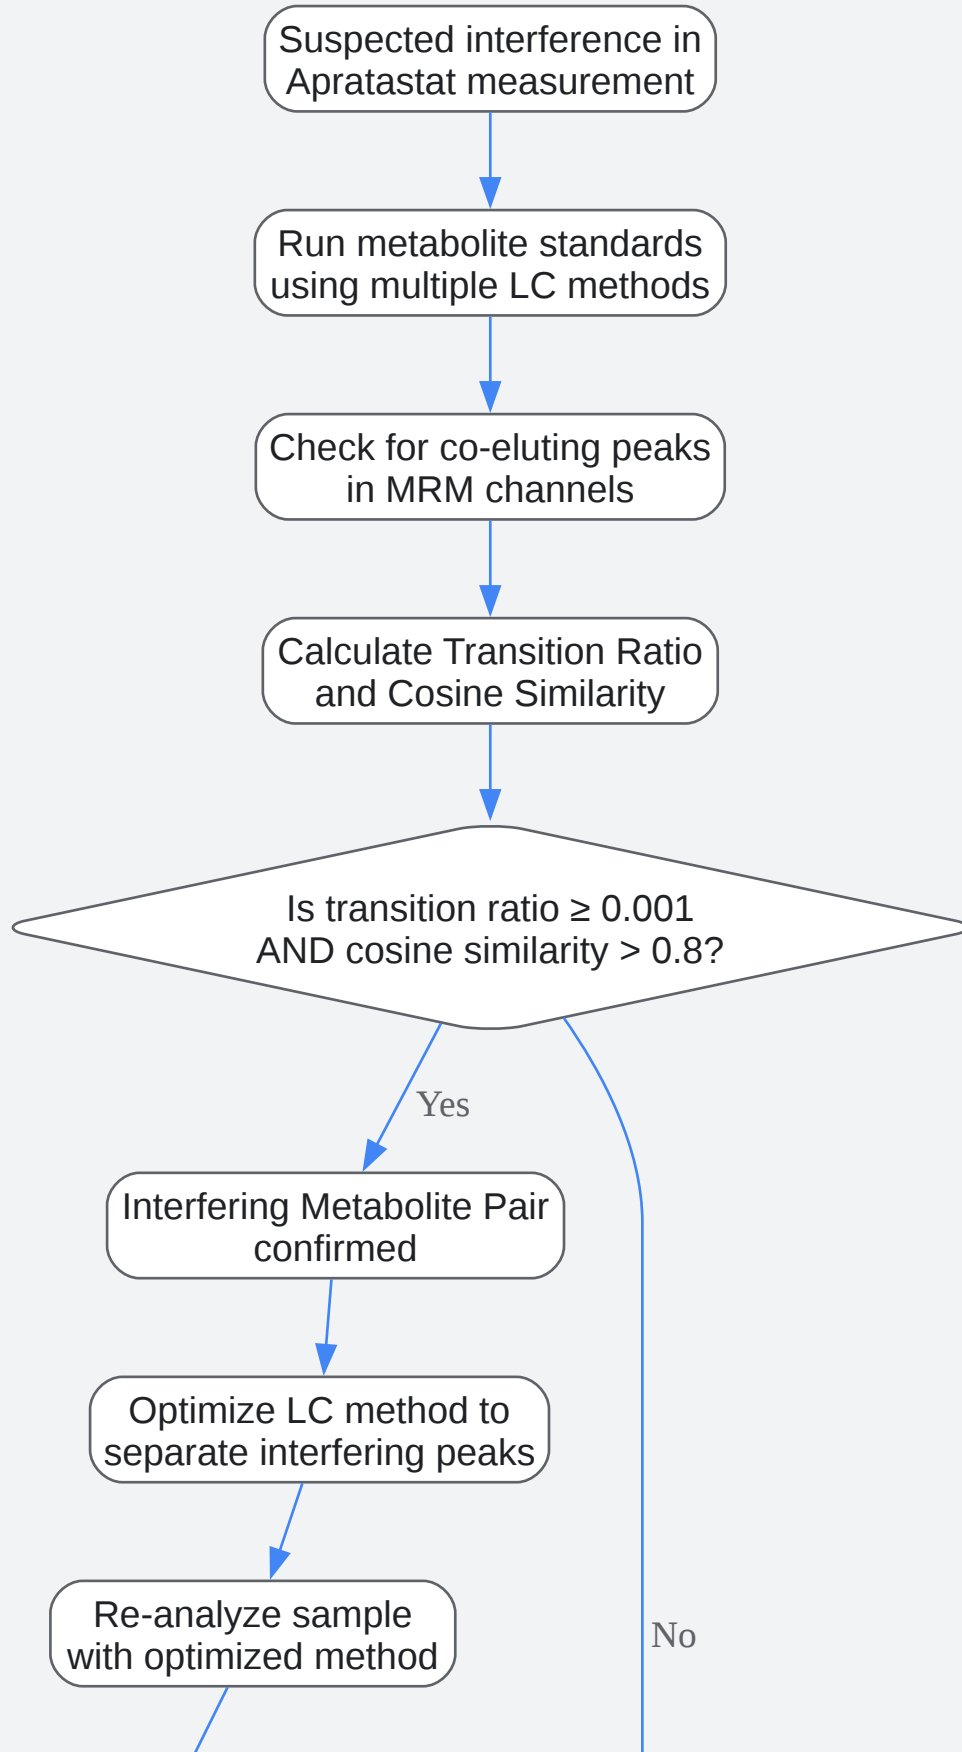 Suspected interference in
Apratastat measurement
Run metabolite standards
using multiple LC methods
Check for co-eluting peaks
in MRM channels
Calculate Transition Ratio
and Cosine Similarity
Is transition ratio ≥ 0.001
AND cosine similarity > 0.8?
Yes
Interfering Metabolite Pair
confirmed
Optimize LC method to
separate interfering peaks
Re-analyze sample
with optimized method
No